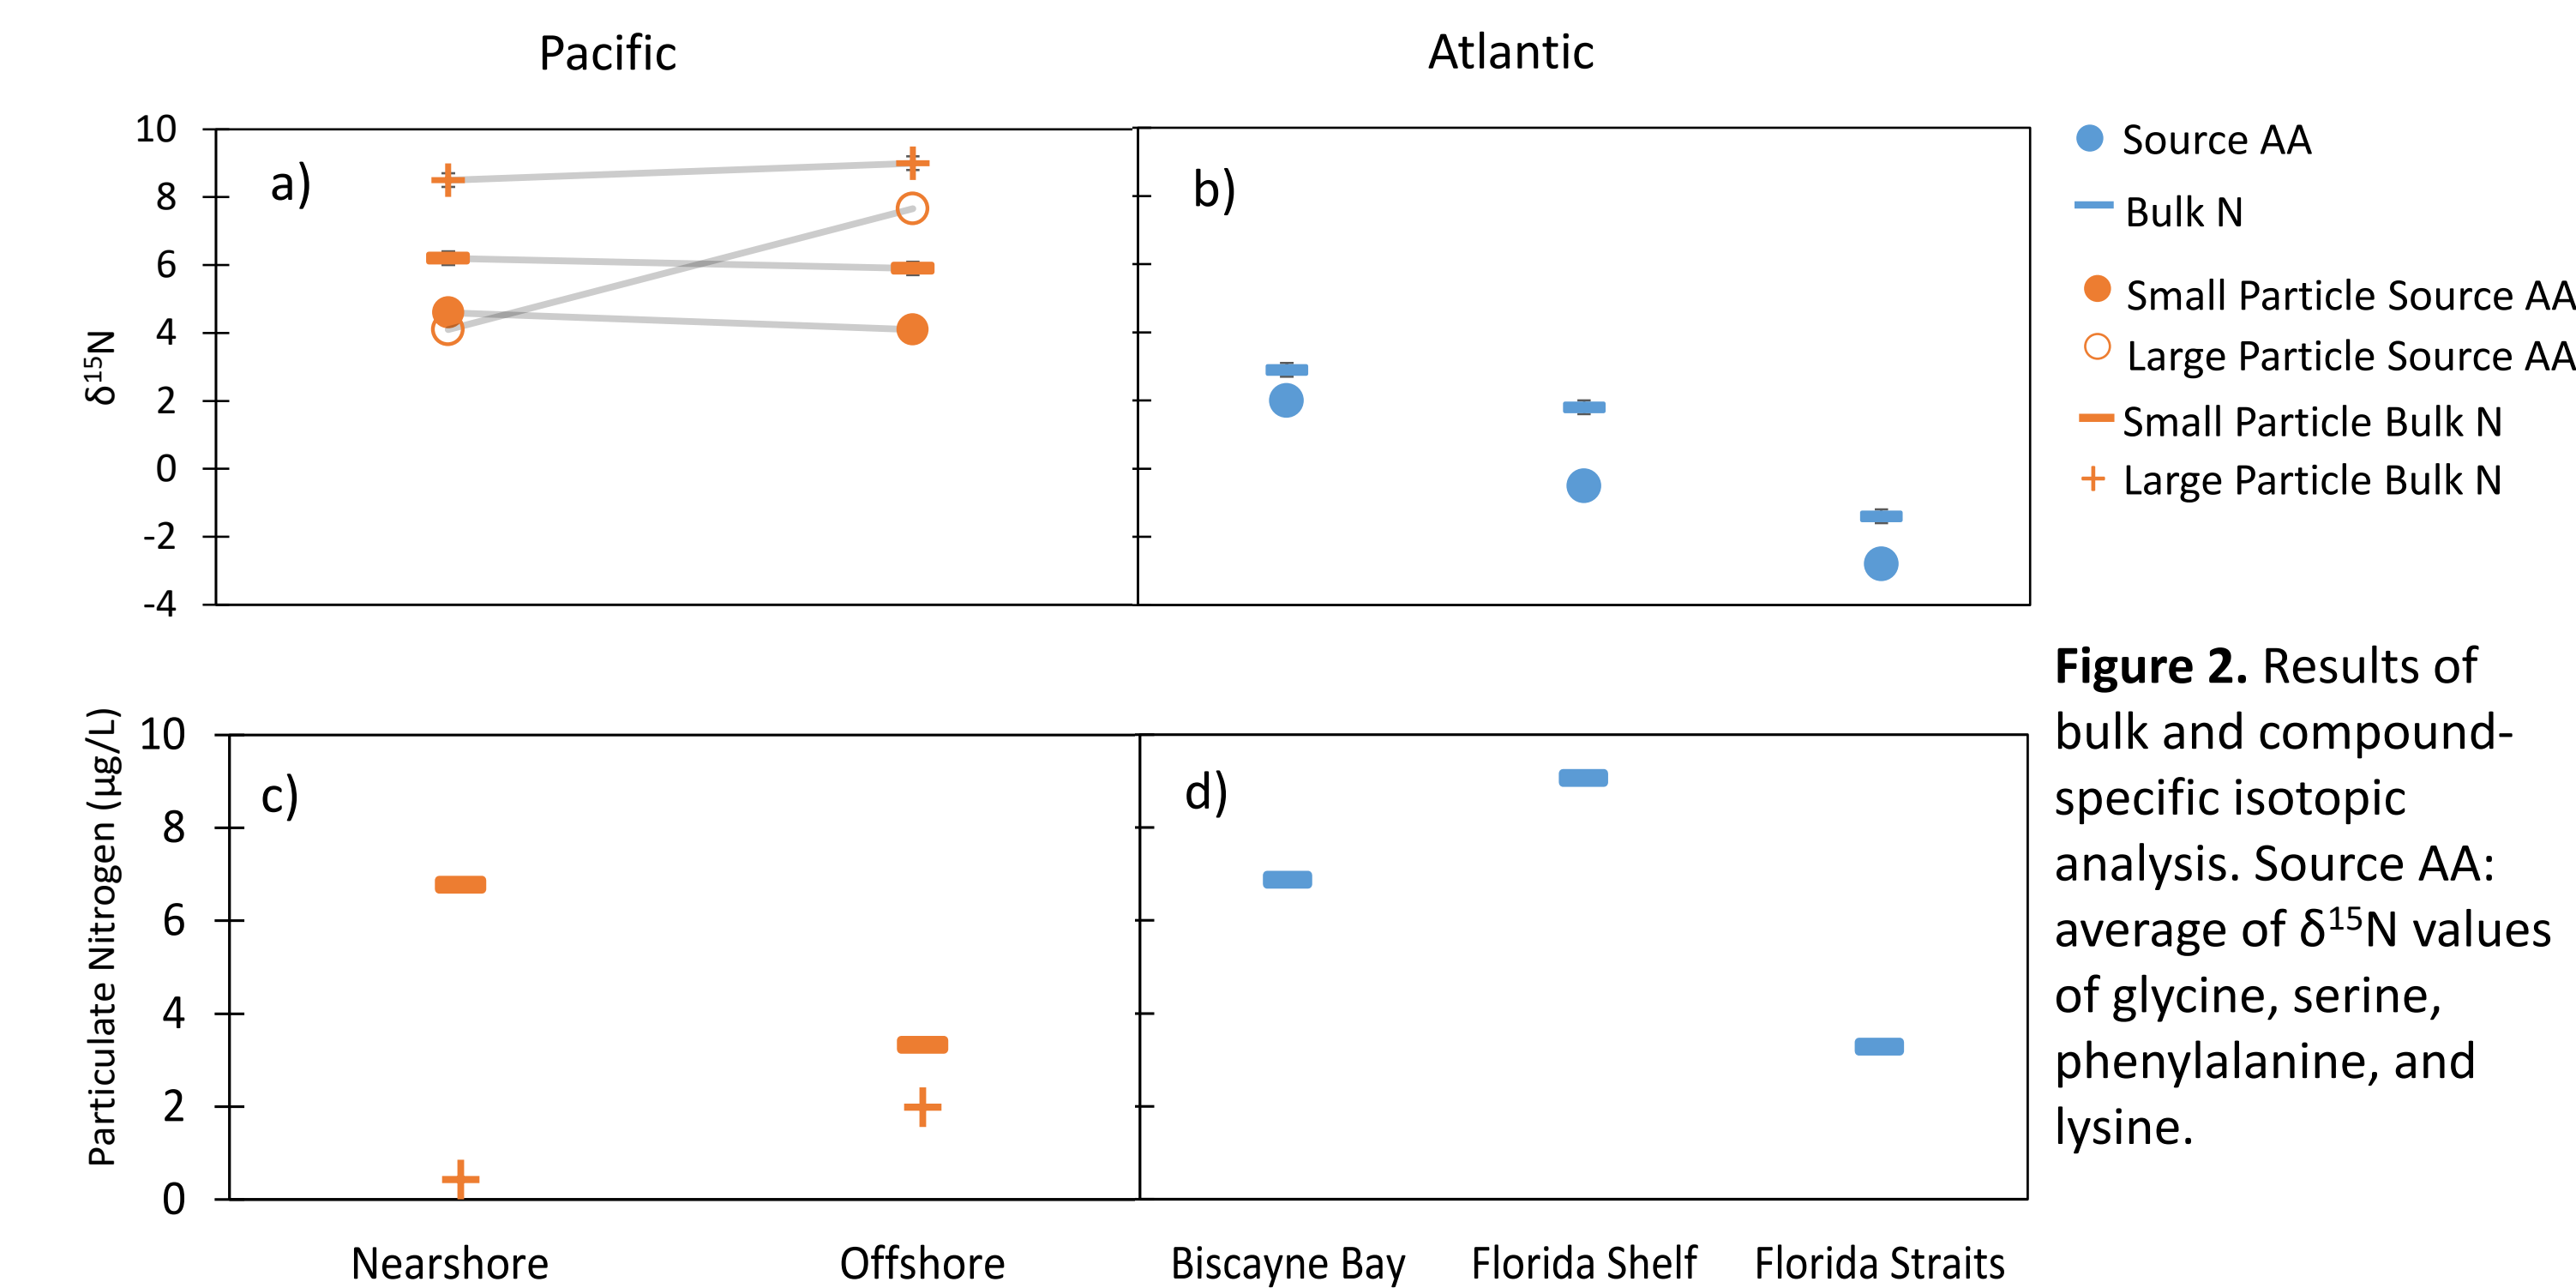 Pacific
Atlantic
10
8
6
4
2
0
-2
-4
δ¹⁵N
a)
b)
Source AA
Bulk N
Small Particle Source AA
Large Particle Source AA
Small Particle Bulk N
Large Particle Bulk N
Figure 2. Results of
bulk and compound-
specific isotopic
analysis. Source AA:
average of δ¹⁵N values
of glycine, serine,
phenylalanine, and
lysine.
10
8
6
4
2
0
Particulate Nitrogen (µg/L)
c)
d)
Nearshore
Offshore
Biscayne Bay
Florida Shelf
Florida Straits